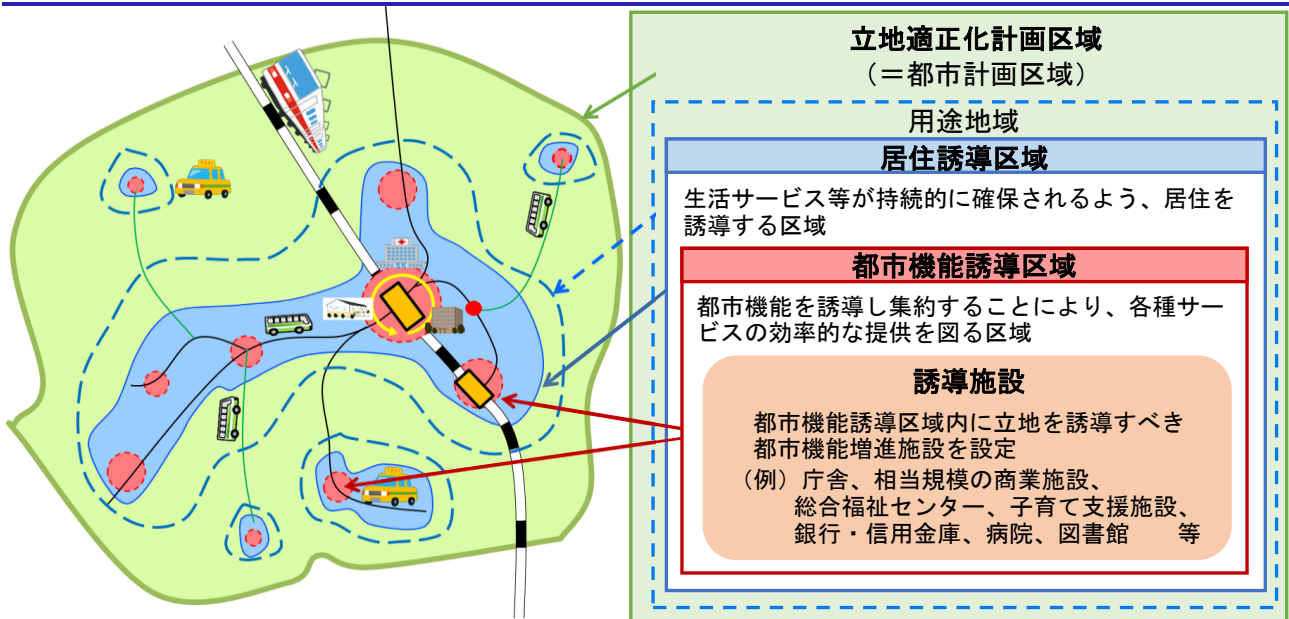 立地適正化計画区域
（＝都市計画区域）
用途地域
居住誘導区域
生活サービス等が持続的に確保されるよう、居住を
誘導する区域
都市機能誘導区域
都市機能を誘導し集約することにより、各種サー
ビスの効率的な提供を図る区域
誘導施設
都市機能誘導区域内に立地を誘導すべき
都市機能増進施設を設定
（例）庁舎、相当規模の商業施設、
総合福祉センター、子育て支援施設、
銀行・信用金庫、病院、図書館　　等
TAXI
TAXI